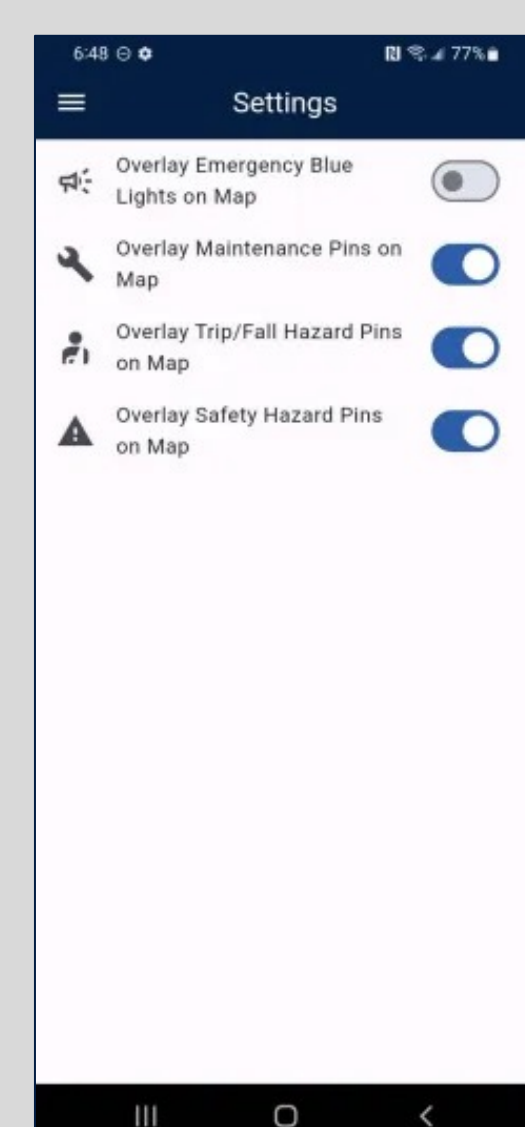 6:48 77%
Settings
Overlay Emergency Blue
Lights on Map
Overlay Maintenance Pins on
Map
Overlay Trip/Fall Hazard Pins
on Map
Overlay Safety Hazard Pins
on Map